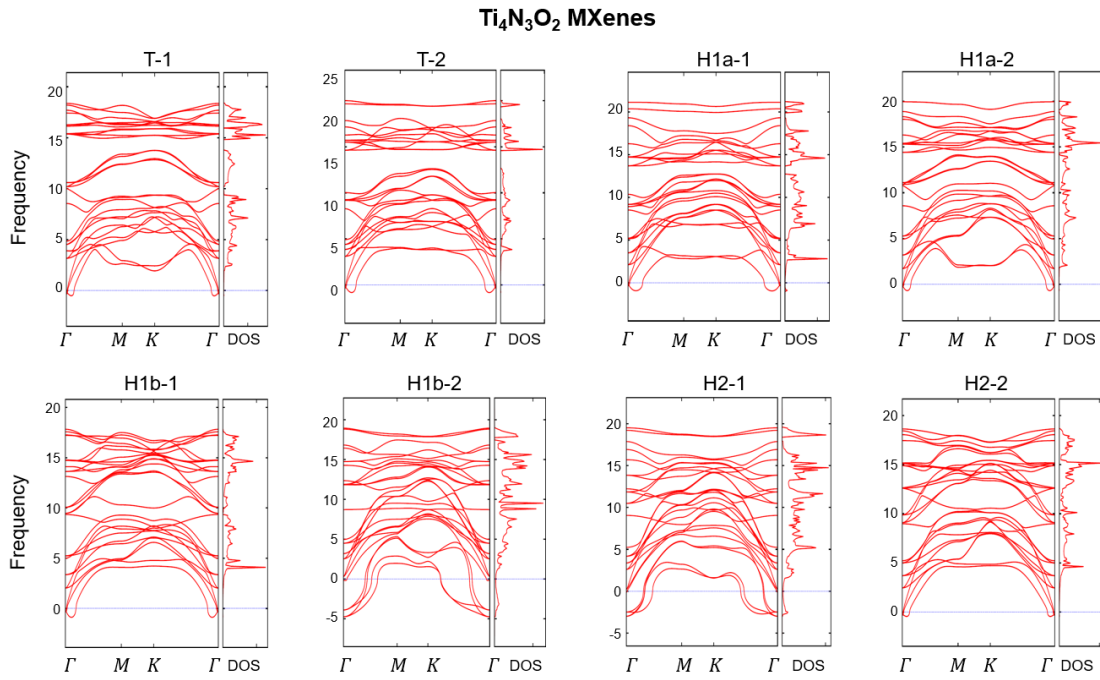 Ti₄N₃O₂ MXenes
T-1
T-2
H1a-1
H1a-2
Frequency
20
15
10
5
0
Γ M K Γ DOS
25
20
15
10
5
0
Γ M K Γ DOS
20
15
10
5
0
Γ M K Γ DOS
20
15
10
5
0
Γ M K Γ DOS
H1b-1
H1b-2
H2-1
H2-2
Frequency
20
15
10
5
0
Γ M K Γ DOS
20
15
10
5
0
-5
Γ M K Γ DOS
20
15
10
5
0
-5
Γ M K Γ DOS
20
15
10
5
0
Γ M K Γ DOS